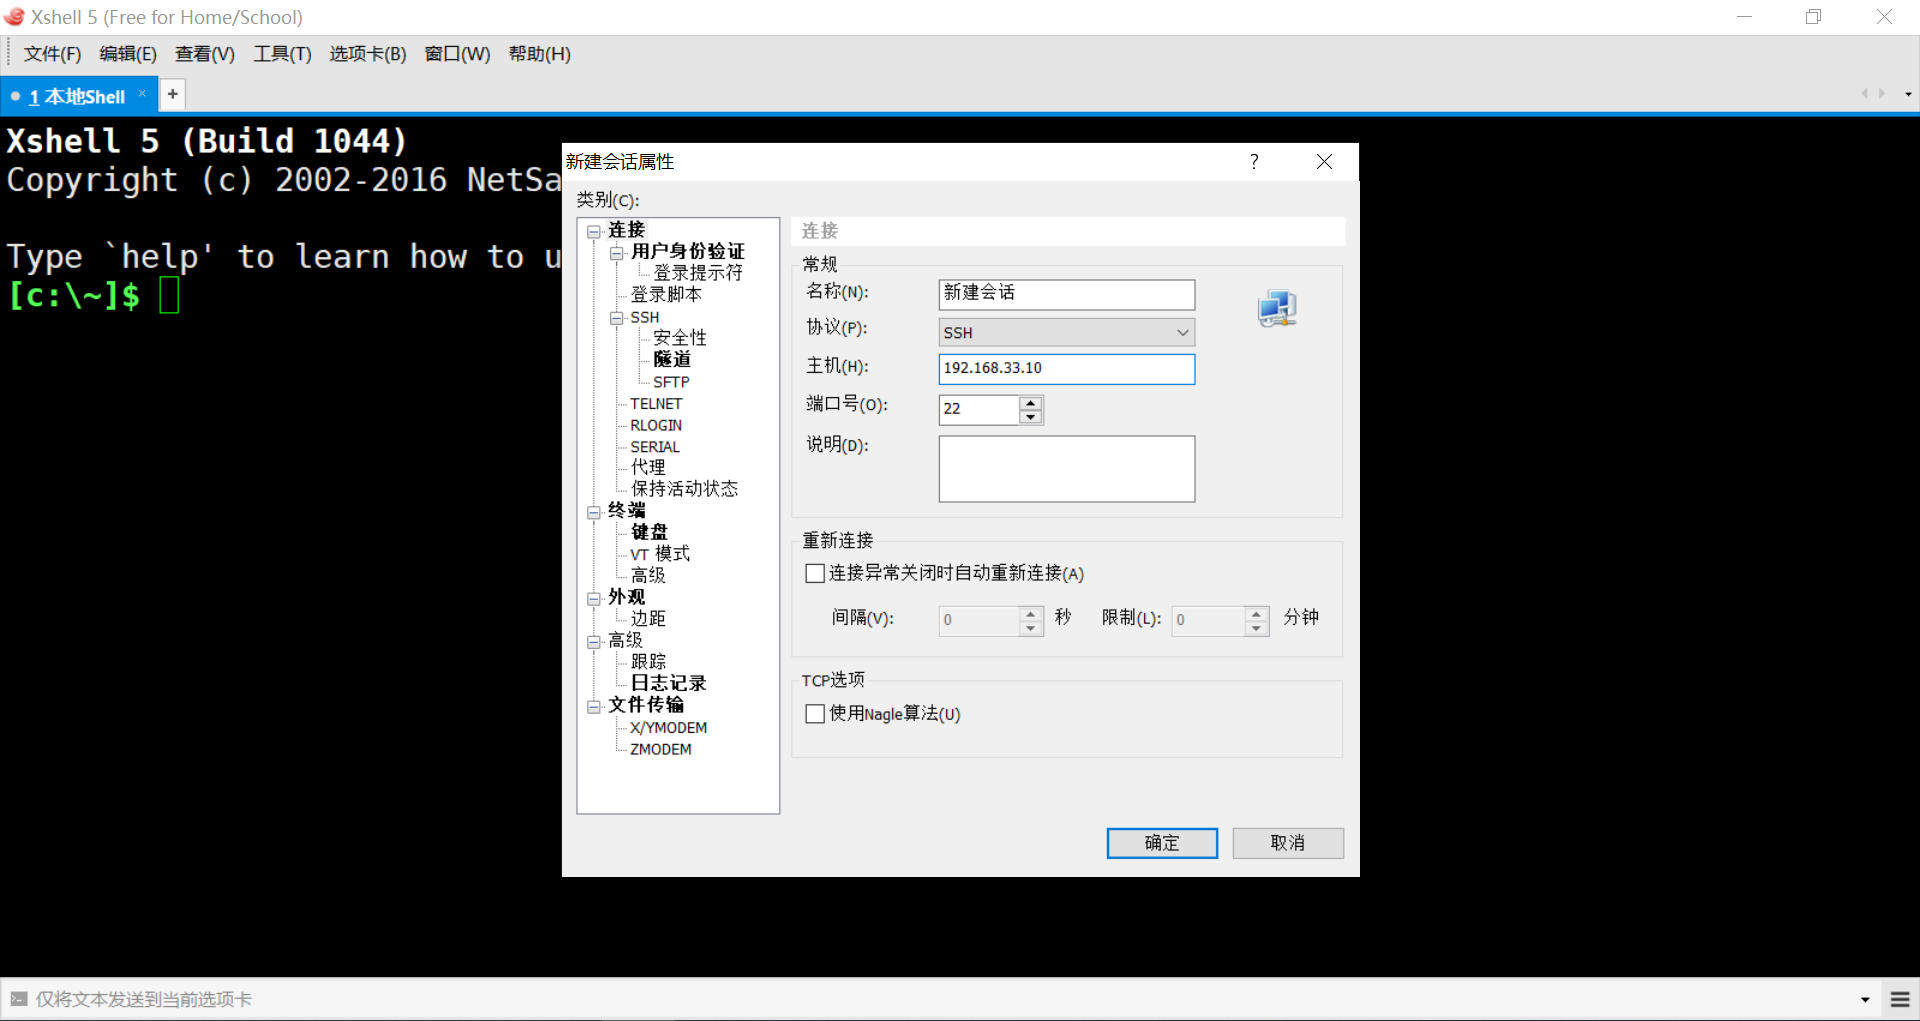 Xshell 5 (Free for Home/School)
文件(F) 编辑(E) 查看(V) 工具(T) 选项卡(B) 窗口(W) 帮助(H)
1 本地Shell × +
Xshell 5 (Build 1044)
Copyright (c) 2002-2016 NetSa
Type `help' to learn how to u
[c:\~]$
新建会话属性
类别(C):
连接
用户身份验证
登录提示符
登录脚本
SSH
安全性
隧道
SFTP
TELNET
RLOGIN
SERIAL
代理
保持活动状态
终端
键盘
VT 模式
高级
外观
边距
高级
跟踪
日志记录
文件传输
X/YMODEM
ZMODEM
连接
常规
名称(N): 新建会话
协议(P): SSH
主机(H): 192.168.33.10
端口号(O): 22
说明(D):
重新连接
连接异常关闭时自动重新连接(A)
间隔(V): 0 秒 限制(L): 0 分钟
TCP选项
使用Nagle算法(U)
确定 取消
仅将文本发送到当前选项卡